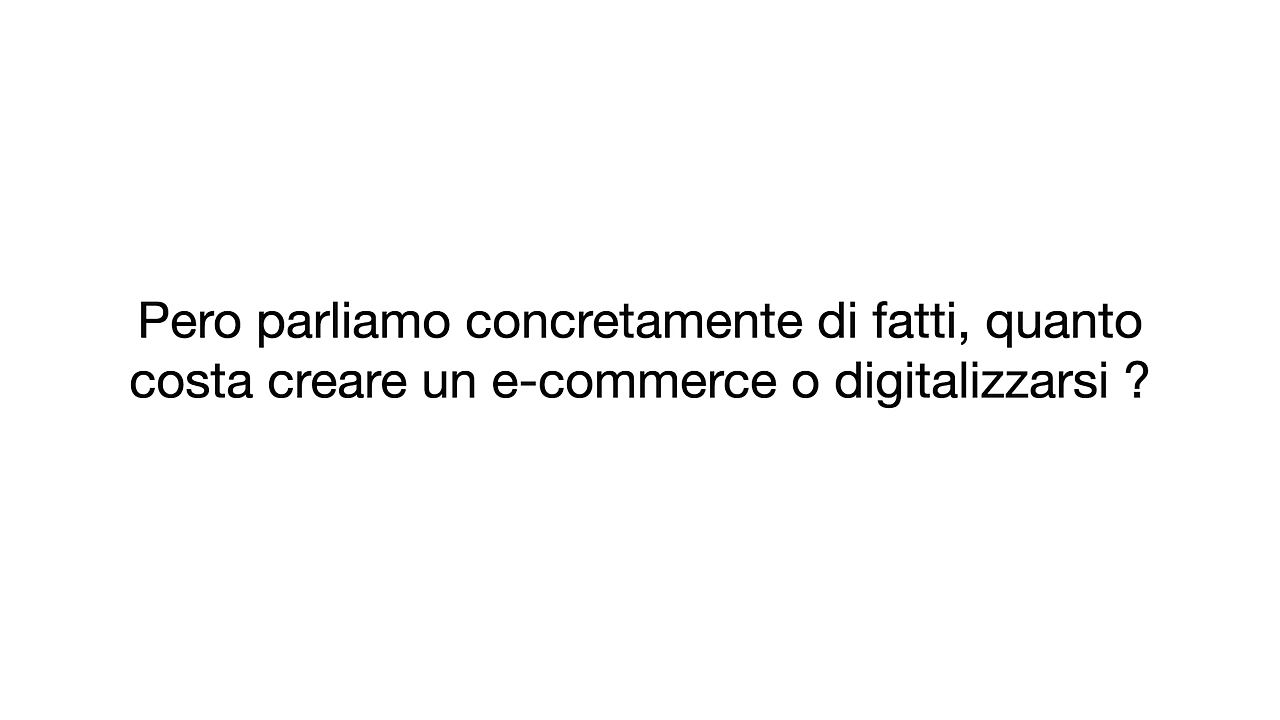 Pero parliamo concretamente di fatti, quanto
costa creare un e-commerce o digitalizzarsi ?